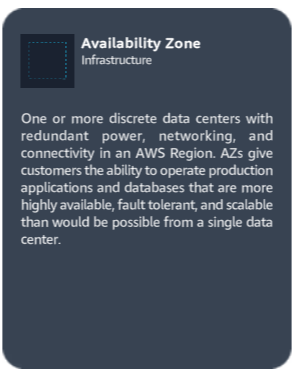 Availability Zone
Infrastructure
One or more discrete data centers with
redundant power, networking, and
connectivity in an AWS Region. AZs give
customers the ability to operate production
applications and databases that are more
highly available, fault tolerant, and scalable
than would be possible from a single data
center.